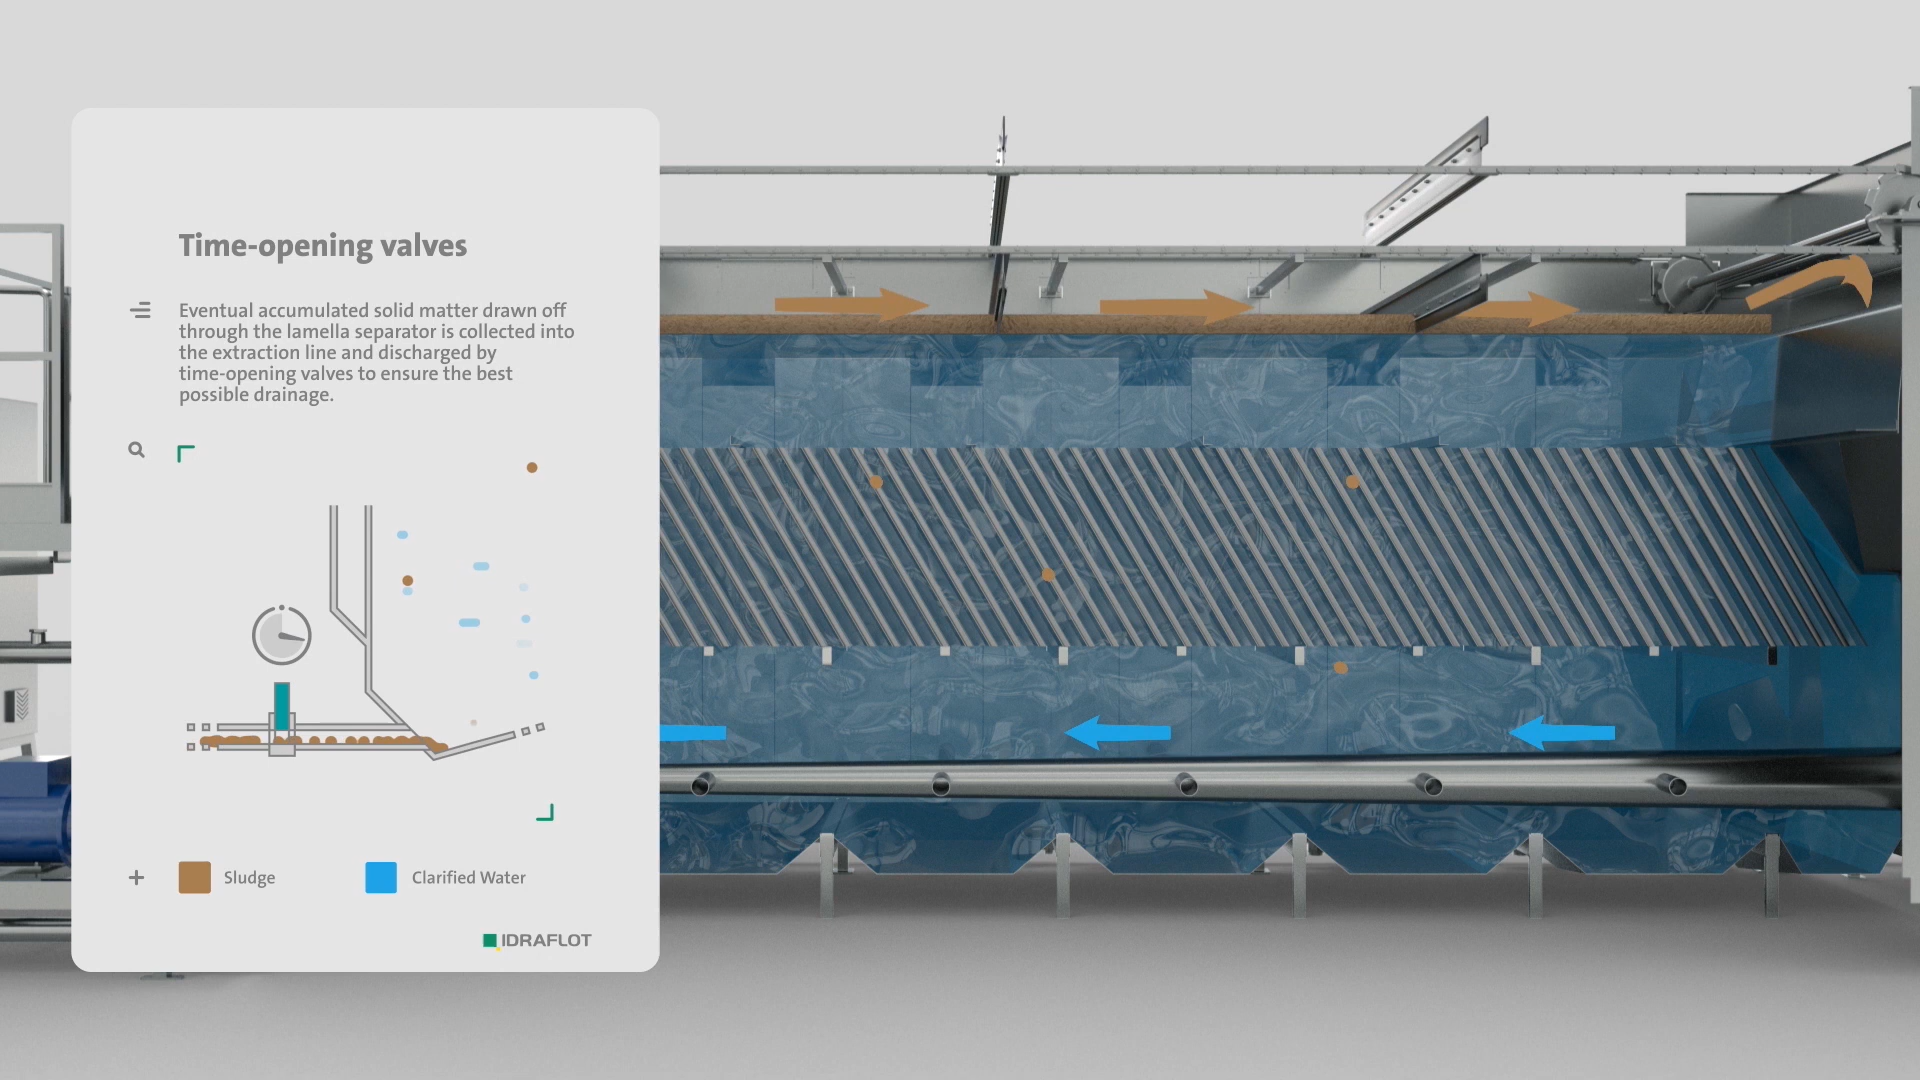 Time-opening valves
Eventual accumulated solid matter drawn off
through the lamella separator is collected into
the extraction line and discharged by
time-opening valves to ensure the best
possible drainage.
Sludge
Clarified Water
IDRAFLOT